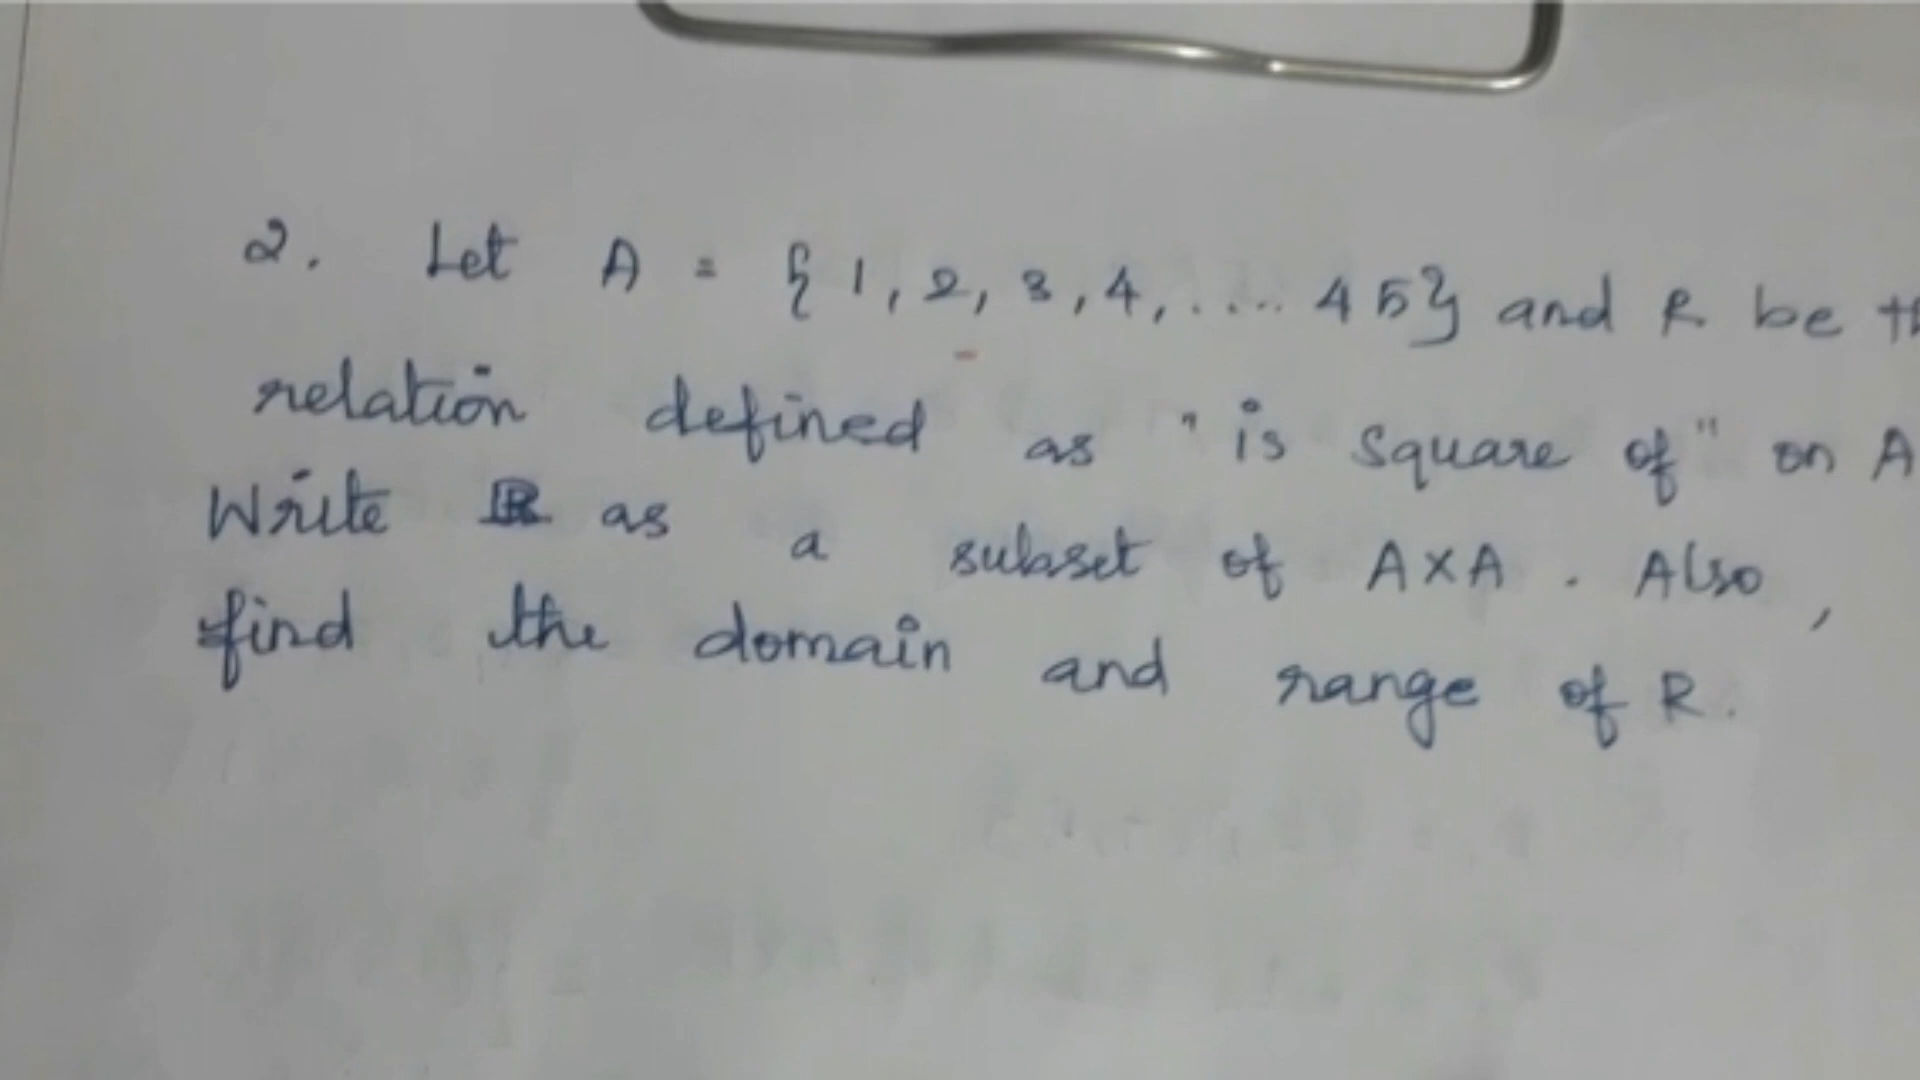 2. Let A = {1, 2, 3, 4, .... 45} and R be th
relation defined as "is square of" on A
Write R as a subset of A×A. Also,
find the domain and range of R.